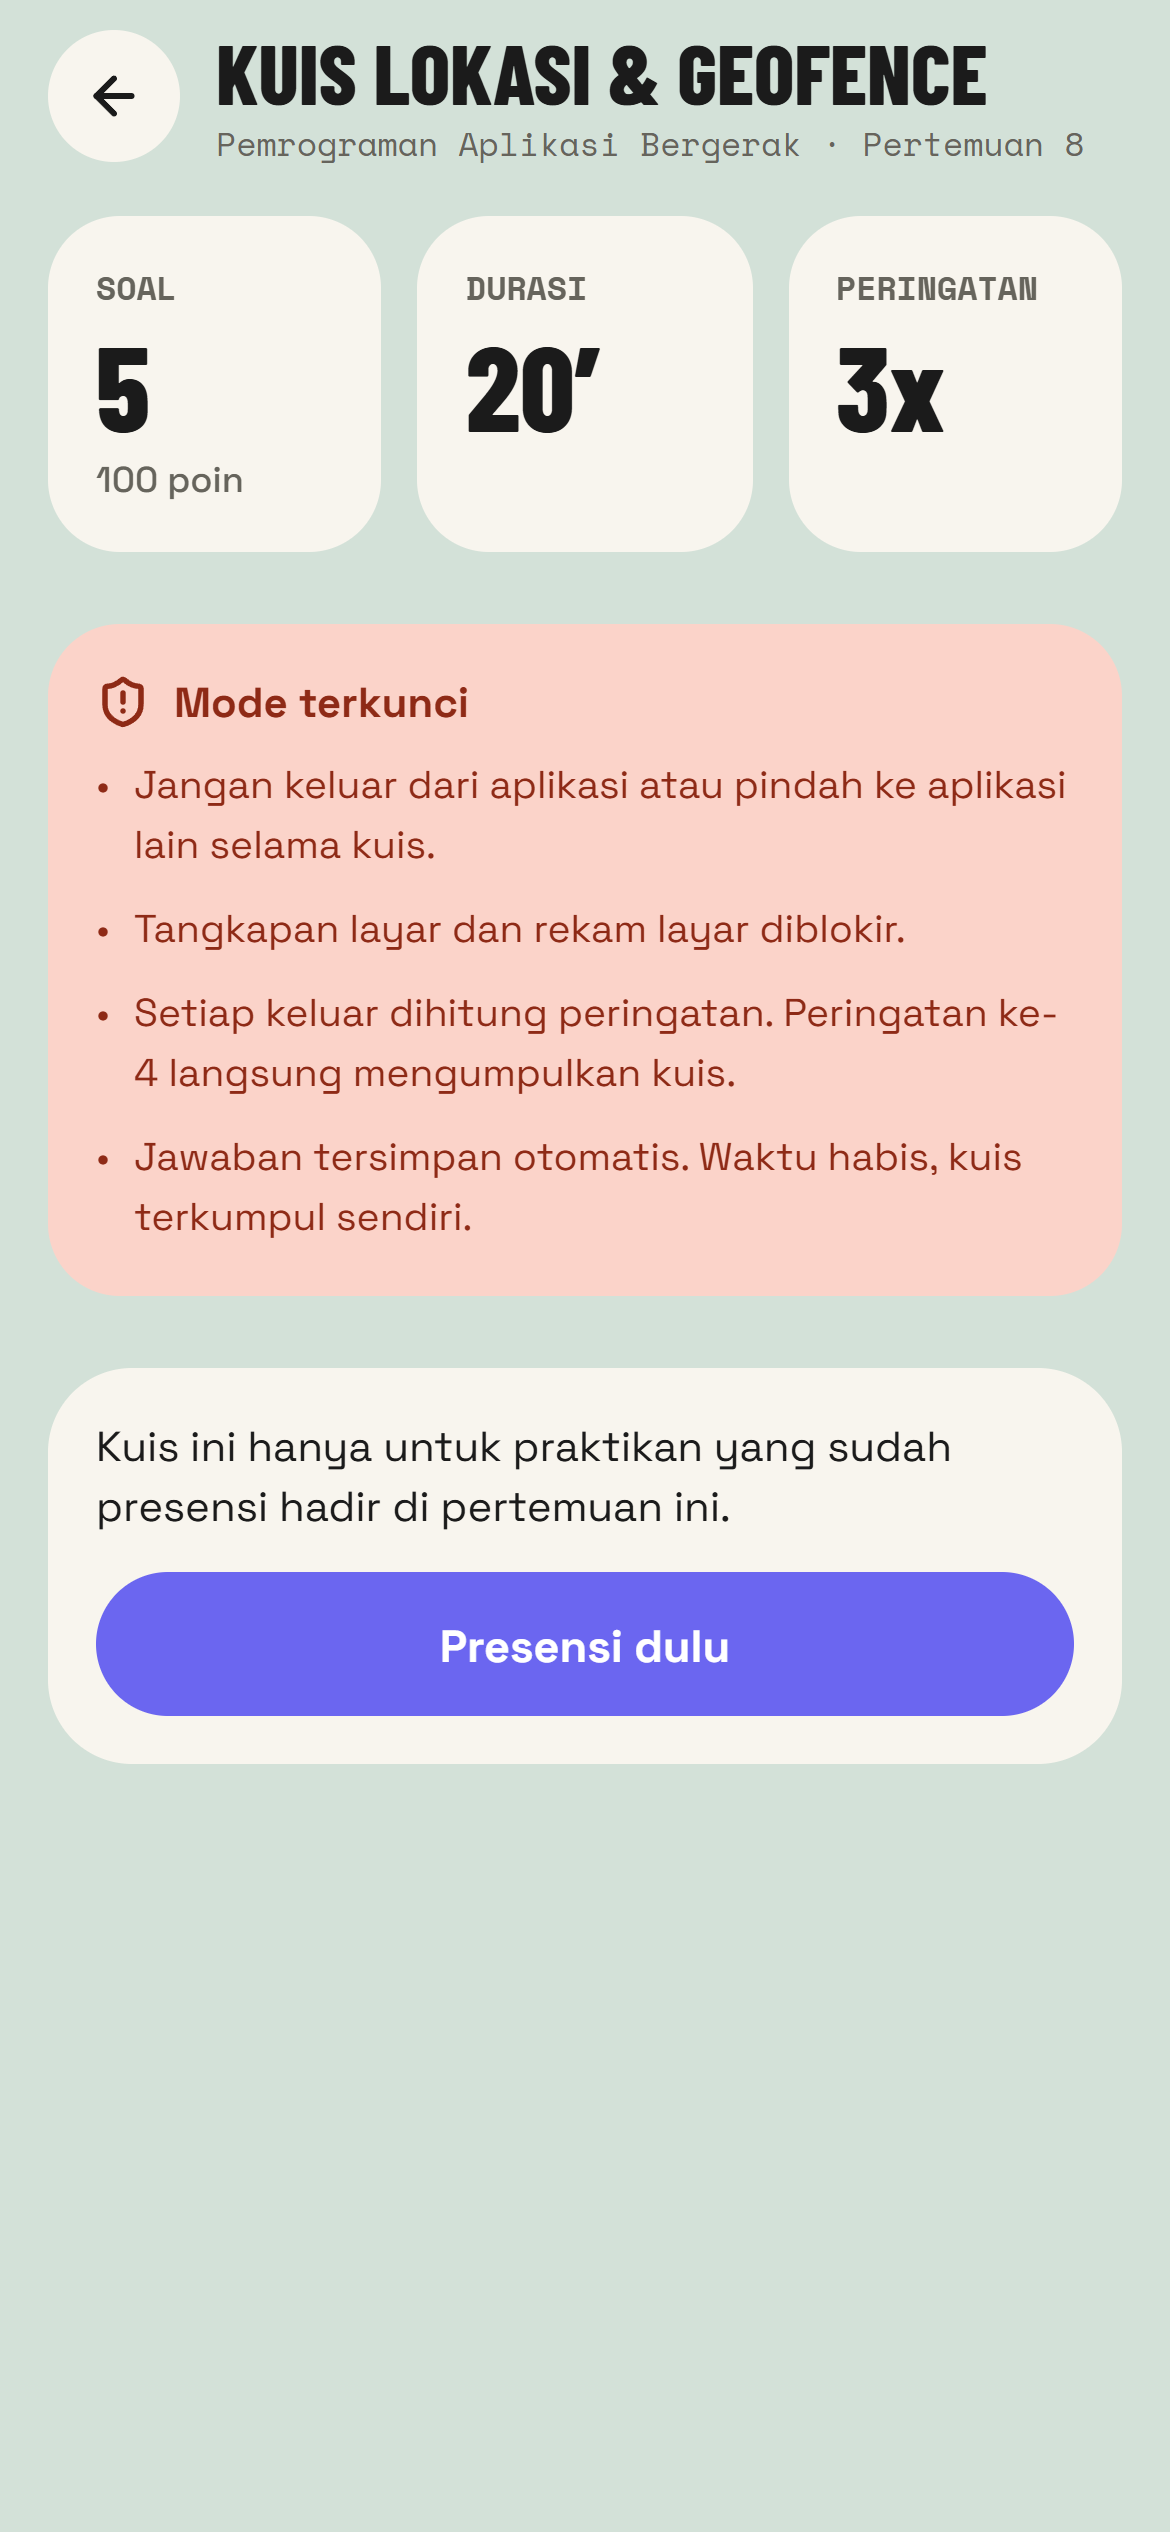 KUIS LOKASI & GEOFENCE
Pemrograman Aplikasi Bergerak · Pertemuan 8
SOAL
5
100 poin
DURASI
20′
PERINGATAN
3x
Mode terkunci
• Jangan keluar dari aplikasi atau pindah ke aplikasi
lain selama kuis.
• Tangkapan layar dan rekam layar diblokir.
• Setiap keluar dihitung peringatan. Peringatan ke-
4 langsung mengumpulkan kuis.
• Jawaban tersimpan otomatis. Waktu habis, kuis
terkumpul sendiri.
Kuis ini hanya untuk praktikan yang sudah
presensi hadir di pertemuan ini.
Presensi dulu